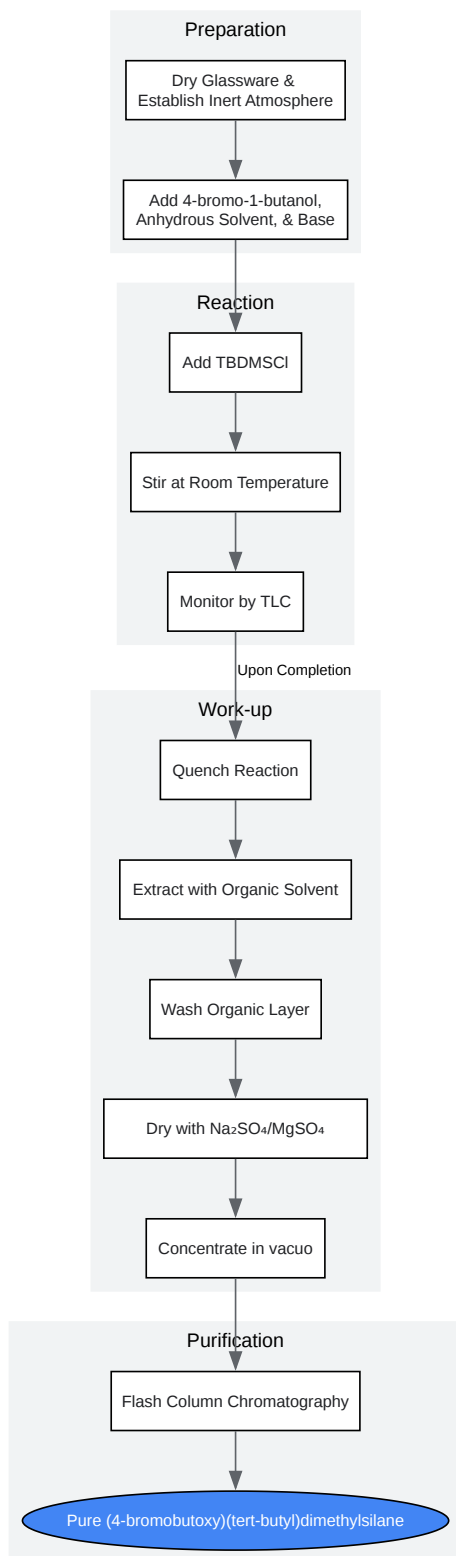 Preparation
Dry Glassware &
Establish Inert Atmosphere
Add 4-bromo-1-butanol,
Anhydrous Solvent, & Base
Reaction
Add TBDMSCl
Stir at Room Temperature
Monitor by TLC
Upon Completion
Work-up
Quench Reaction
Extract with Organic Solvent
Wash Organic Layer
Dry with Na₂SO₄/MgSO₄
Concentrate in vacuo
Purification
Flash Column Chromatography
Pure (4-bromobutoxy)(tert-butyl)dimethylsilane